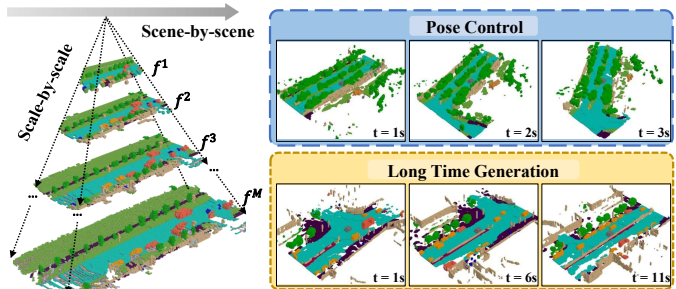 Scene-by-scene
Scale-by-scale
f¹
f²
f³
...
...
f^M
Pose Control
t = 1s
t = 2s
t = 3s
Long Time Generation
t = 1s
t = 6s
t = 11s